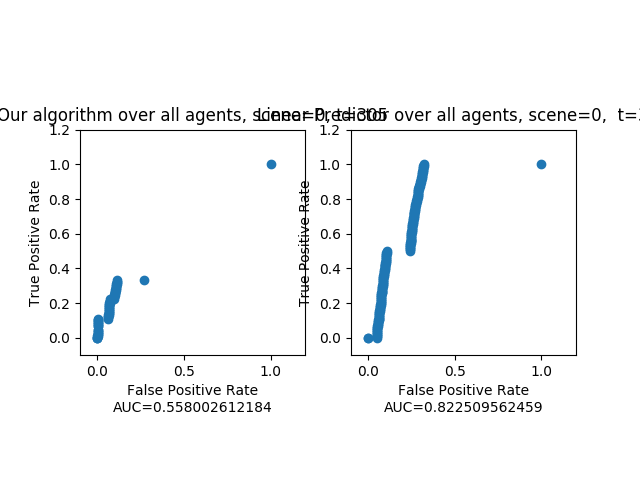 Our algorithm over all agents, scene=0, t=305
Linear Predictor over all agents, scene=0, t=3
True Positive Rate
1.2
1.0
0.8
0.6
0.4
0.2
0.0
0.0 0.5 1.0
False Positive Rate
AUC=0.558002612184
True Positive Rate
1.2
1.0
0.8
0.6
0.4
0.2
0.0
0.0 0.5 1.0
False Positive Rate
AUC=0.822509562459